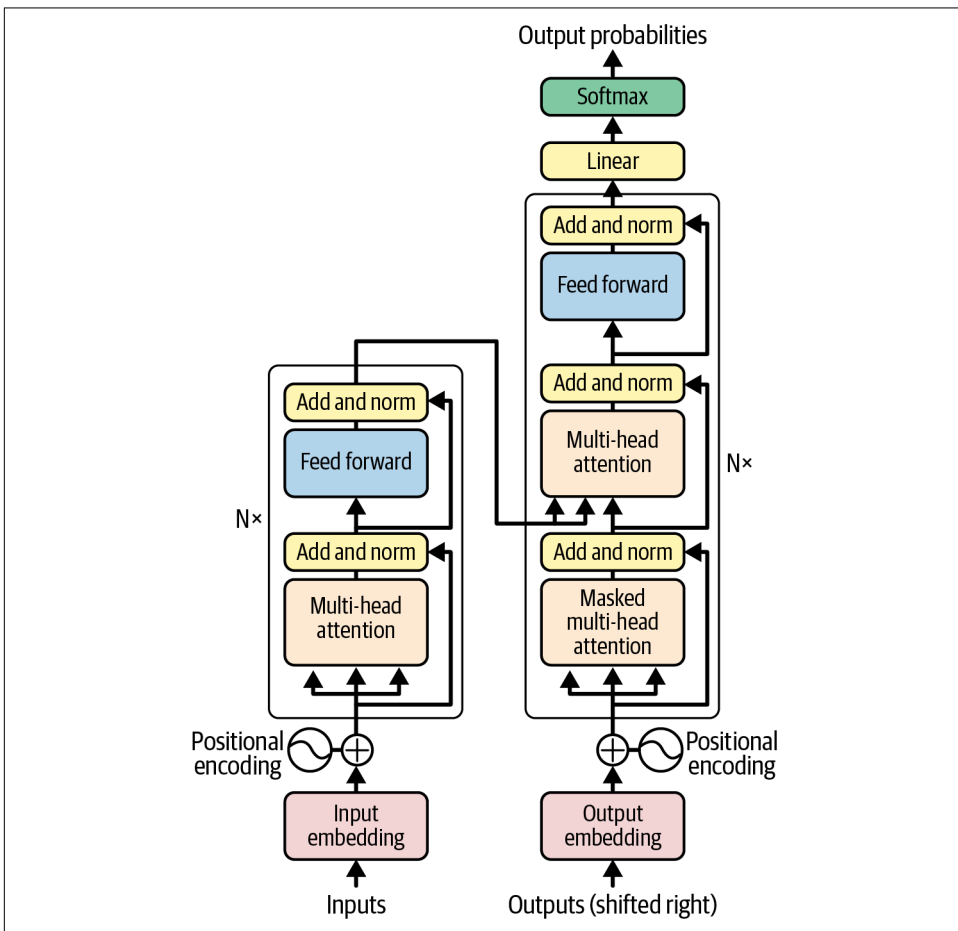 Output probabilities
Softmax
Linear
Add and norm
Feed forward
Add and norm
Multi-head
attention
N×
Add and norm
Masked
multi-head
attention
Add and norm
Feed forward
N×
Add and norm
Multi-head
attention
Positional
encoding
Positional
encoding
Input
embedding
Output
embedding
Inputs
Outputs (shifted right)